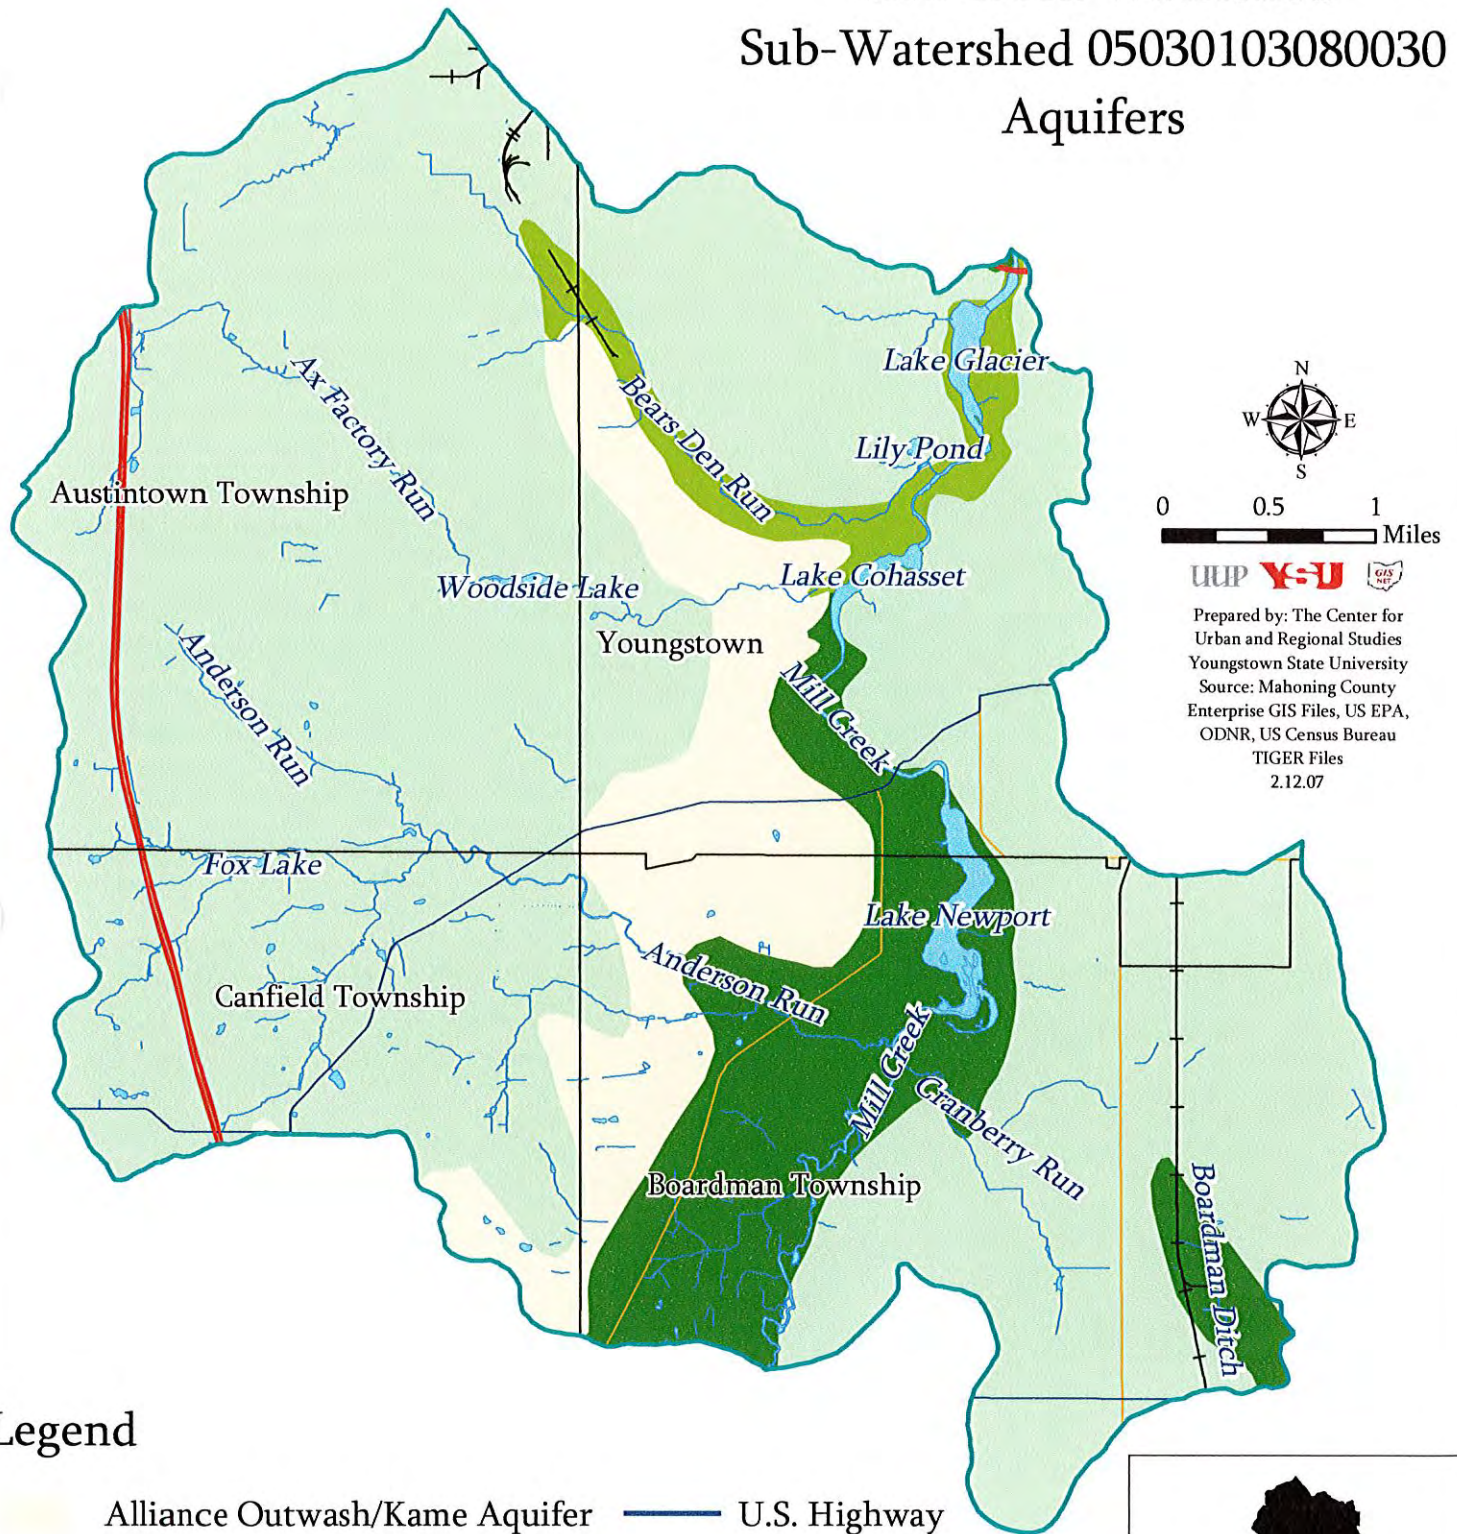 Sub-Watershed 05030103080030
Aquifers
Lake Glacier
N
W
E
S
Ax Factory Run
Bears Den Run
Lily Pond
Austintown Township
0 0.5 1
Miles
UUP YSU GIS NET
Woodside Lake
Lake Cohasset
Prepared by: The Center for
Urban and Regional Studies
Youngstown State University
Source: Mahoning County
Enterprise GIS Files, US EPA,
ODNR, US Census Bureau
TIGER Files
2.12.07
Youngstown
Anderson Run
Mill Creek
Fox Lake
Lake Newport
Anderson Run
Canfield Township
Mill Creek
Cranberry Run
Boardman Township
Boardman Ditch
Legend
Alliance Outwash/Kame Aquifer
U.S. Highway